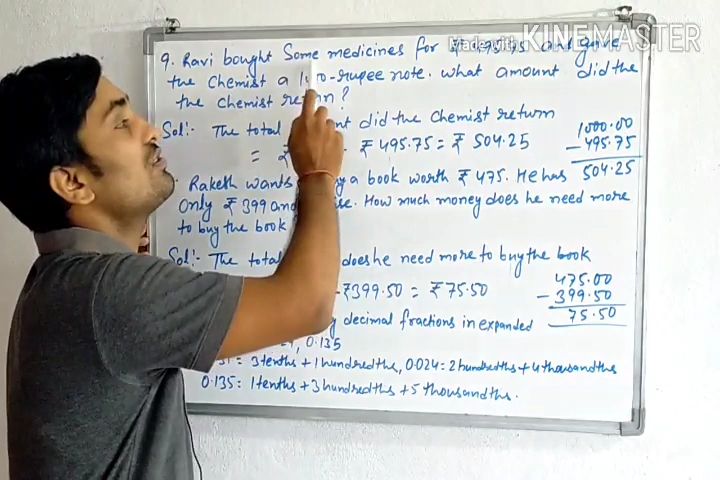 KINEMASTER
9. Ravi bought Some medicines for ₹ and gave
the Chemist a rupee note. What amount did the
the Chemist return?
Sol:- The total did the Chemist return
= ₹ ₹ 495.75 = ₹ 504.25
1000.00
- 495.75
504.25
Raketh wants a book worth ₹ 475. He has
Only ₹ 399 and . How much money does he need more
to buy the book
Sol:- The total does he need more to buy the book
- ₹399.50 = ₹ 75.50
475.00
- 399.50
75.50
decimal fractions in expanded
0.135
= 3 tenths + 1 hundredths, 0.024 = 2 hundredths + 4 thousandths
0.135 = 1 tenths + 3 hundredths + 5 thousandths.